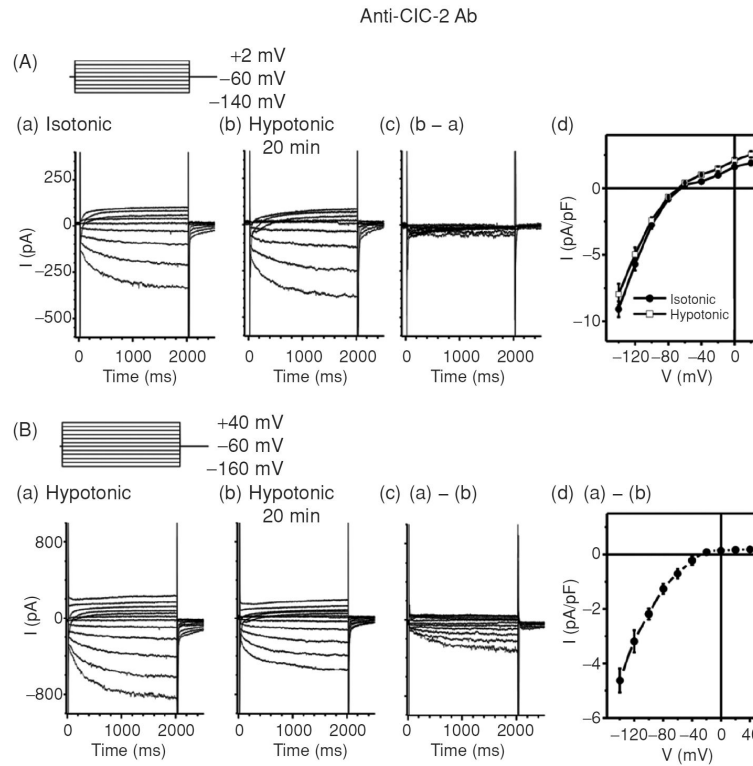 Anti-CIC-2 Ab
(A)
+2 mV
−60 mV
−140 mV
(a) Isotonic
(b) Hypotonic
20 min
(c) (b − a)
(d)
I (pA)
250
0
−250
−500
0 1000 2000
Time (ms)
0 1000 2000
Time (ms)
0 1000 2000
Time (ms)
I (pA/pF)
0
−5
−10
Isotonic
Hypotonic
−120 −80 −40 0
V (mV)
(B)
+40 mV
−60 mV
−160 mV
(a) Hypotonic
(b) Hypotonic
20 min
(c) (a) − (b)
(d) (a) − (b)
I (pA)
800
0
−800
0 1000 2000
Time (ms)
0 1000 2000
Time (ms)
0 1000 2000
Time (ms)
I (pA/pF)
0
−2
−4
−6
−120 −80 −40 0 40
V (mV)